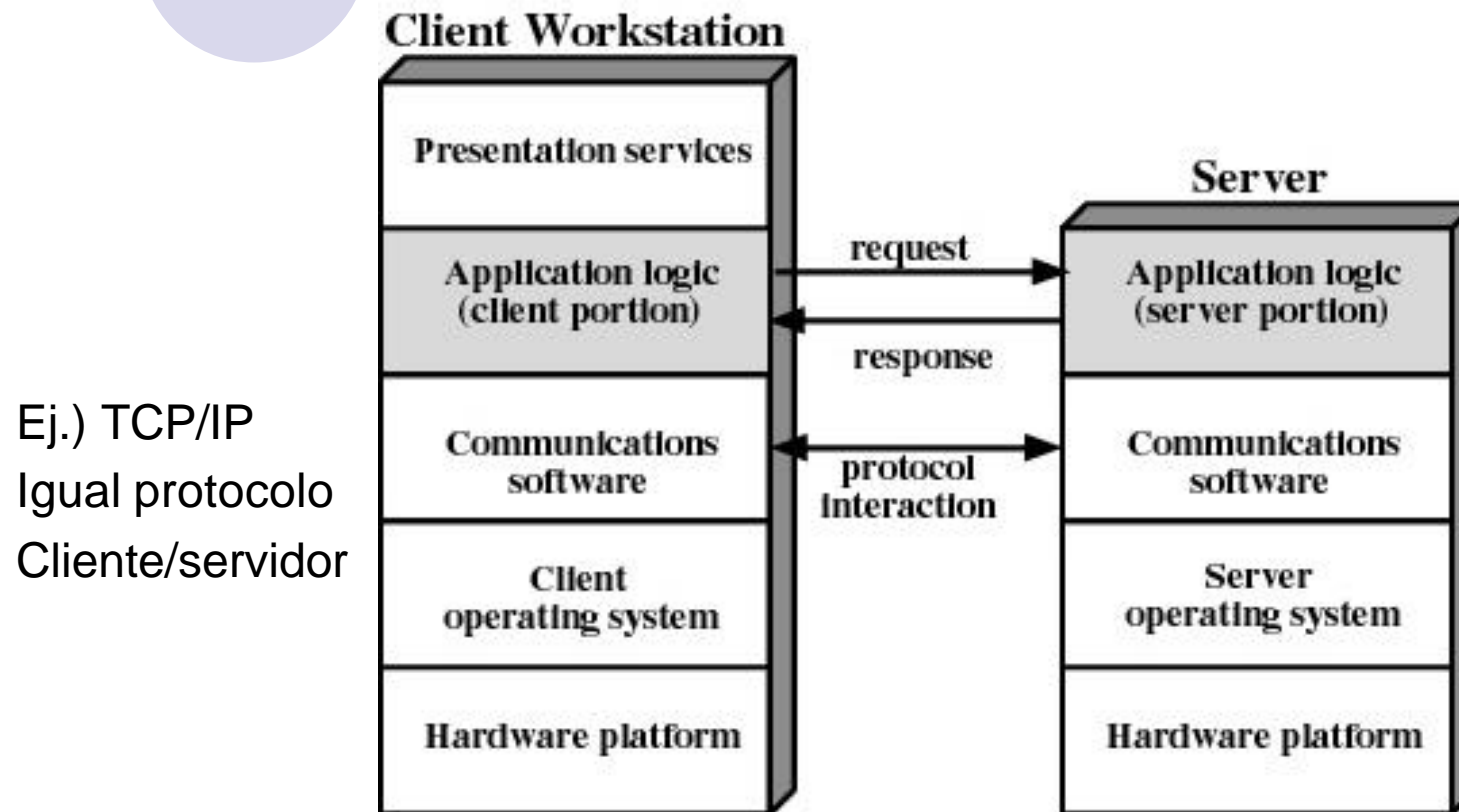 Client Workstation
Presentation services
Application logic
(client portion)
Communications
software
Client
operating system
Hardware platform
request
response
protocol
interaction
Server
Application logic
(server portion)
Communications
software
Server
operating system
Hardware platform
Ej.) TCP/IP
Igual protocolo
Cliente/servidor